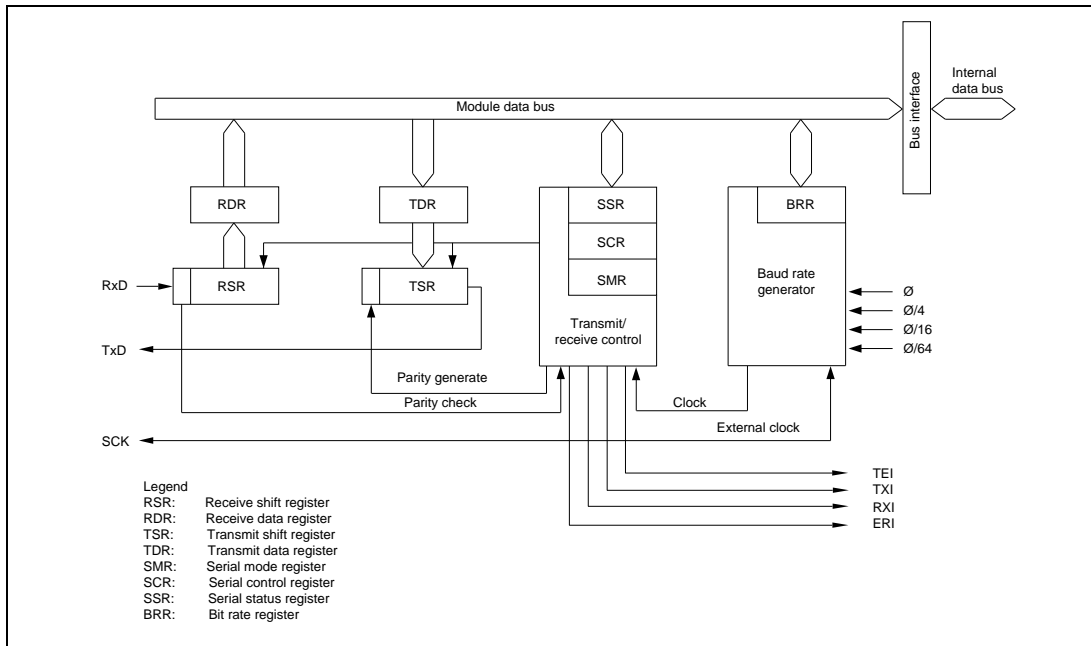 Bus interface
Internal
data bus
Module data bus
RDR
TDR
SSR
BRR
SCR
RSR
TSR
SMR
Baud rate
generator
RxD
Ø
Ø/4
Ø/16
Ø/64
Transmit/
receive control
TxD
Parity generate
Parity check
Clock
External clock
SCK
TEI
TXI
RXI
ERI
Legend
RSR: Receive shift register
RDR: Receive data register
TSR: Transmit shift register
TDR: Transmit data register
SMR: Serial mode register
SCR: Serial control register
SSR: Serial status register
BRR: Bit rate register